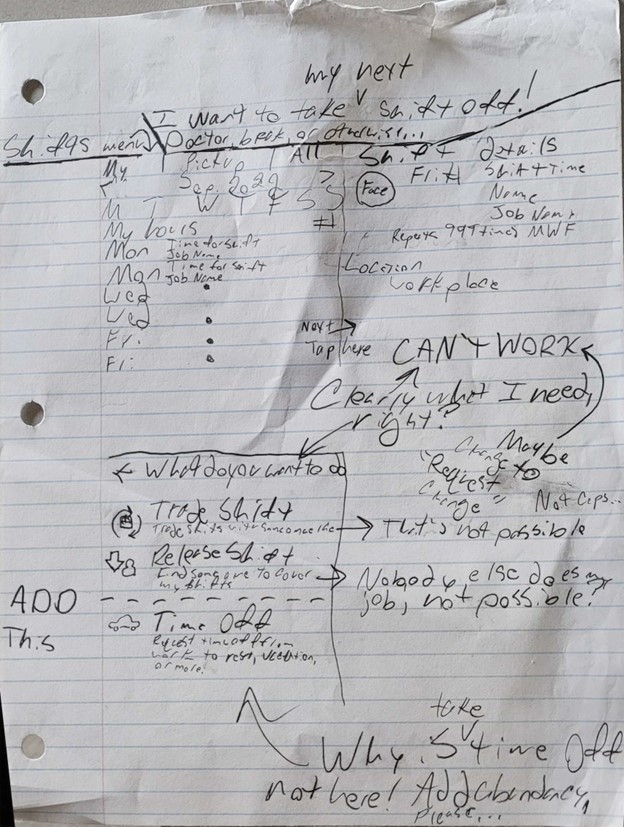 my next
I want to take V shift off!
Shifts menu Doctor, break, or otherwise...
My Pickup All
Sep. 2022 >
M T W T F S S
My hours #
Mon Time for shift
Job Name
Mon Time for shift
Job Name
Wed •
Wed •
Fri. •
Fri. •
Shift Details
Face Fri # Shift Time
Name
Job Name
Repeats 99 times MWF
Location
workplace
Next →
Tap here CAN'T WORK
Clearly what I need,
right?
Maybe
Change to
"Request
Change"
Not caps...
← What do you want to do
Trade Shift
Trade shifts with someone else → That's not possible
Release Shift
Find someone to cover
my shifts → Nobody else does my
job, not possible?
ADD
This
Time Off
Request time off from
work to rest, vacation,
or more.
take
Why is V time off
not here! Add abundancy,
please...